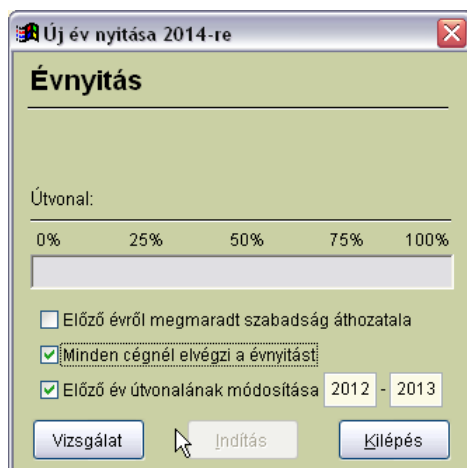 Új év nyitása 2014-re
Évnyitás
Útvonal:
0% 25% 50% 75% 100%
Előző évről megmaradt szabadság áthozatala
Minden cégnél elvégzi a évnyitást
Előző év útvonalának módosítása 2012 - 2013
Vizsgálat Indítás Kilépés